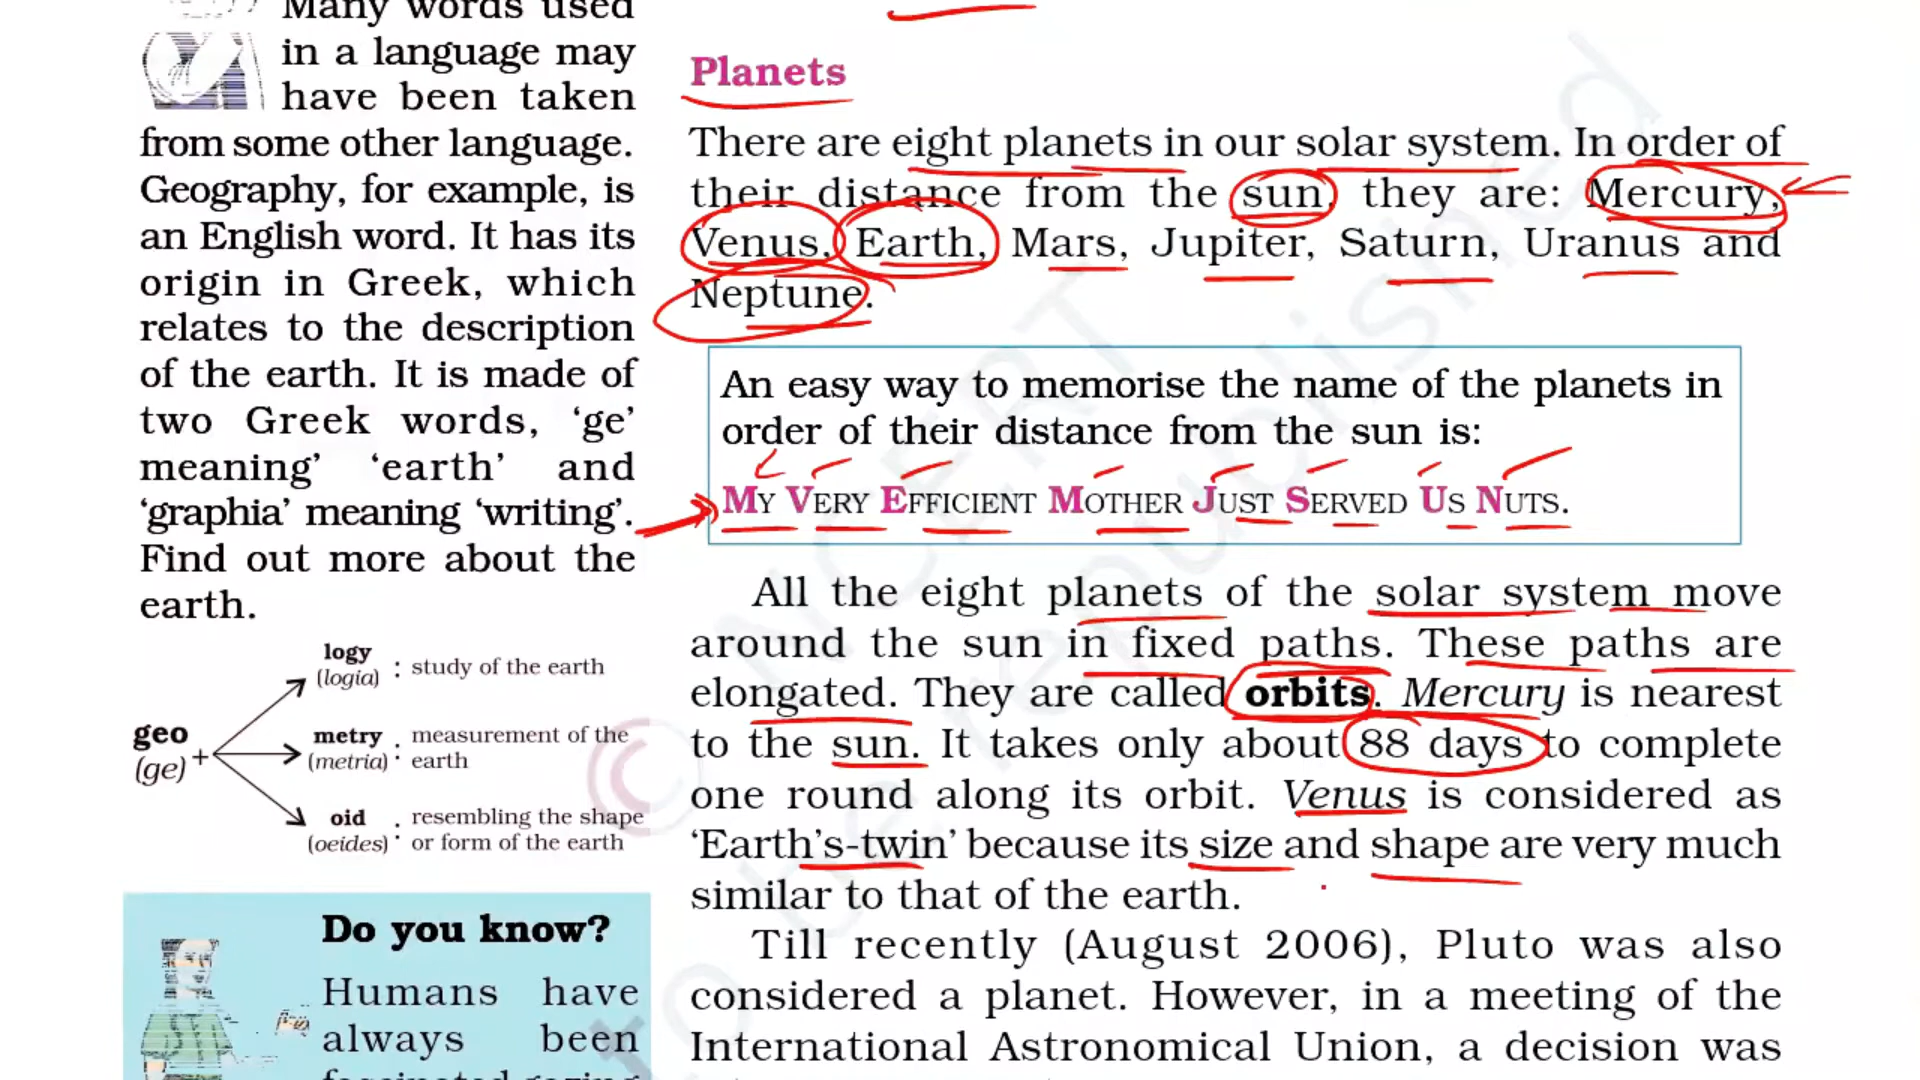 Many words used
in a language may
have been taken
from some other language.
Geography, for example, is
an English word. It has its
origin in Greek, which
relates to the description
of the earth. It is made of
two Greek words, ‘ge’
meaning’ ‘earth’ and
‘graphia’ meaning ‘writing’.
Find out more about the
earth.
geo
(ge) +
logy
(logia) : study of the earth
metry
(metria) : measurement of the
earth
oid
(oeides) : resembling the shape
or form of the earth
Do you know?
Humans have
always been
fascinated gazing
Planets
There are eight planets in our solar system. In order of
their distance from the sun, they are: Mercury,
Venus, Earth, Mars, Jupiter, Saturn, Uranus and
Neptune.
An easy way to memorise the name of the planets in
order of their distance from the sun is:
MY VERY EFFICIENT MOTHER JUST SERVED US NUTS.
All the eight planets of the solar system move
around the sun in fixed paths. These paths are
elongated. They are called orbits. Mercury is nearest
to the sun. It takes only about 88 days to complete
one round along its orbit. Venus is considered as
‘Earth’s-twin’ because its size and shape are very much
similar to that of the earth.
Till recently (August 2006), Pluto was also
considered a planet. However, in a meeting of the
International Astronomical Union, a decision was
© NCERT
to be republished